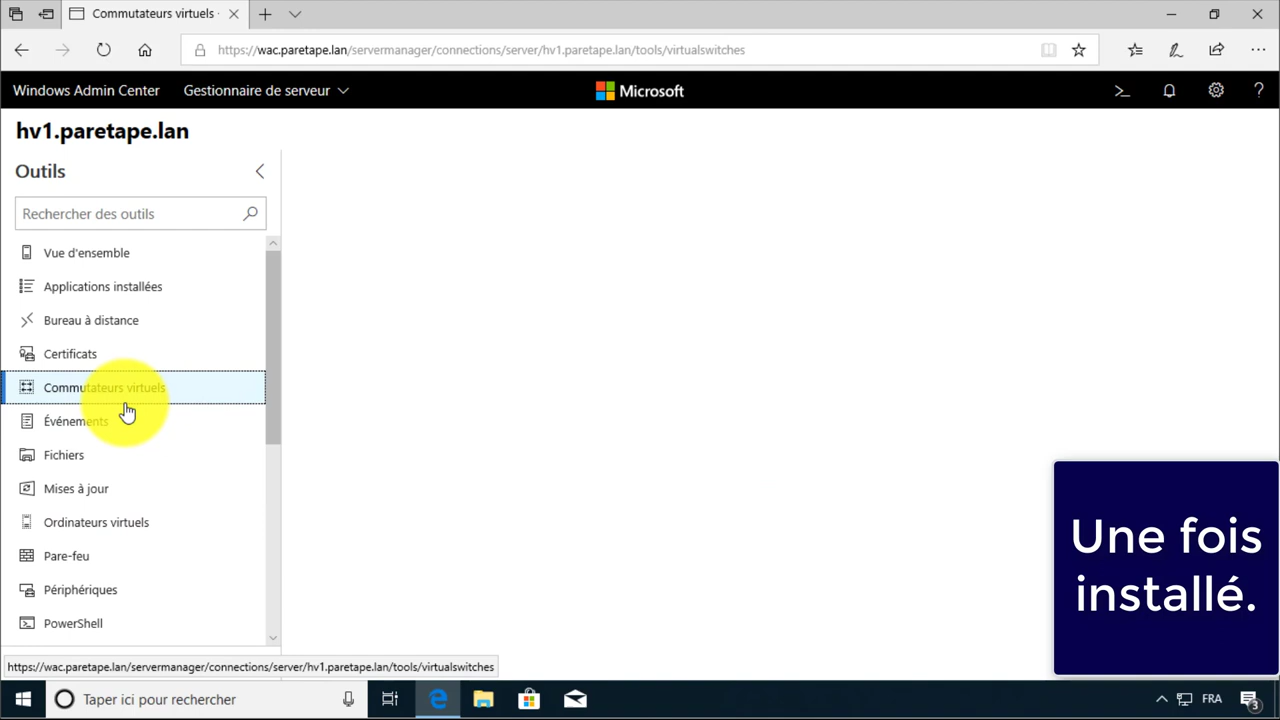 Commutateurs virtuels -
https://wac.paretape.lan/servermanager/connections/server/hv1.paretape.lan/tools/virtualswitches
Windows Admin Center
Gestionnaire de serveur
Microsoft
hv1.paretape.lan
Outils
Rechercher des outils
Vue d'ensemble
Applications installées
Bureau à distance
Certificats
Commutateurs virtuels
Événements
Fichiers
Mises à jour
Ordinateurs virtuels
Pare-feu
Périphériques
PowerShell
Une fois
installé.
https://wac.paretape.lan/servermanager/connections/server/hv1.paretape.lan/tools/virtualswitches
Taper ici pour rechercher
FRA
3